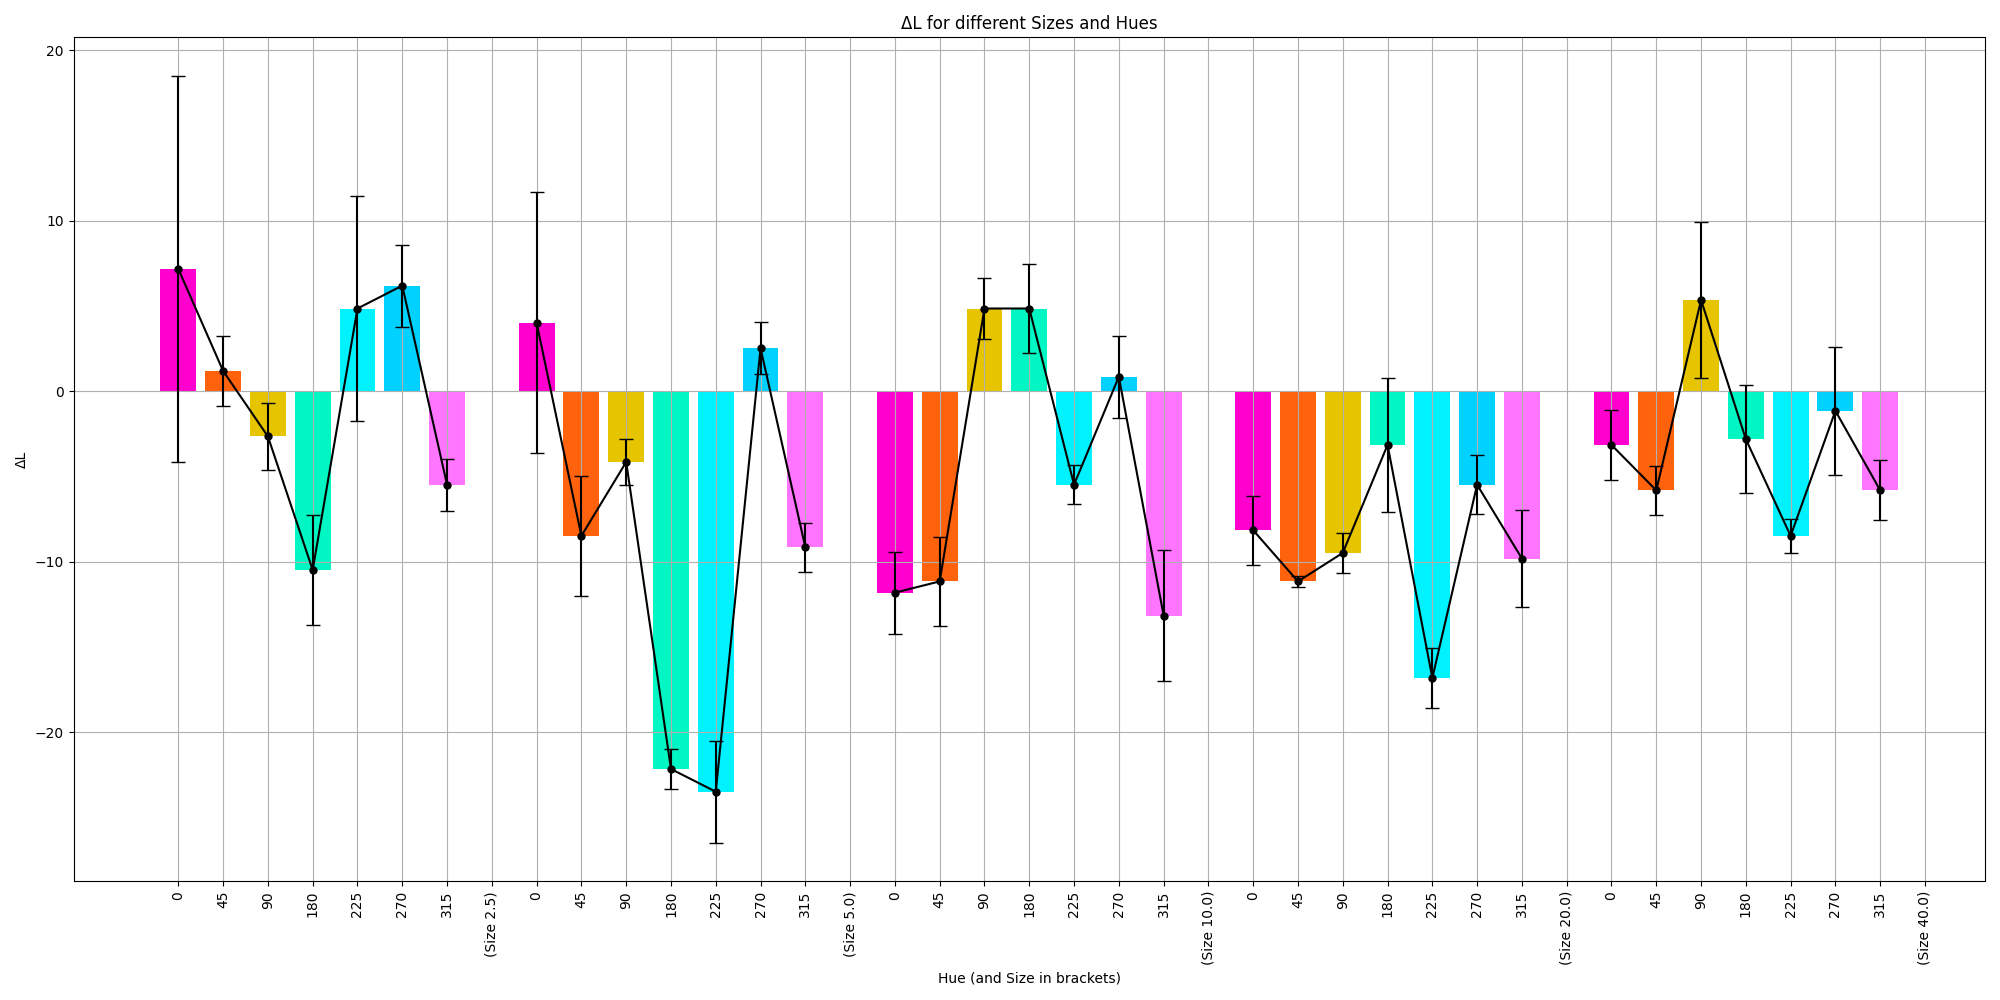 ΔL for different Sizes and Hues
20
10
0
−10
−20
ΔL
0 45 90 180 225 270 315 (Size 2.5) 0 45 90 180 225 270 315 (Size 5.0) 0 45 90 180 225 270 315 (Size 10.0) 0 45 90 180 225 270 315 (Size 20.0) 0 45 90 180 225 270 315 (Size 40.0)
Hue (and Size in brackets)